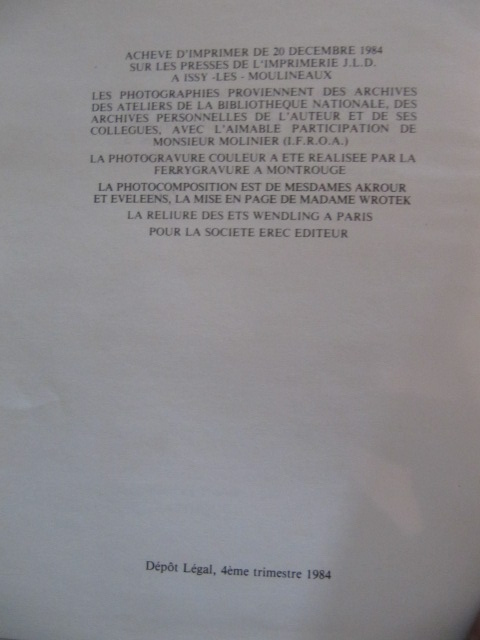 ACHEVE D'IMPRIMER DE 20 DECEMBRE 1984
SUR LES PRESSES DE L'IMPRIMERIE J.L.D.
A ISSY -LES - MOULINEAUX
LES PHOTOGRAPHIES PROVIENNENT DES ARCHIVES
DES ATELIERS DE LA BIBLIOTHEQUE NATIONALE, DES
ARCHIVES PERSONNELLES DE L'AUTEUR ET DE SES
COLLEGUES, AVEC L'AIMABLE PARTICIPATION DE
MONSIEUR MOLINIER (I.F.R.O.A.)
LA PHOTOGRAVURE COULEUR A ETE REALISEE PAR LA
FERRYGRAVURE A MONTROUGE
LA PHOTOCOMPOSITION EST DE MESDAMES AKROUR
ET EVELEENS, LA MISE EN PAGE DE MADAME WROTEK
LA RELIURE DES ETS WENDLING A PARIS
POUR LA SOCIETE EREC EDITEUR
Dépôt Légal, 4ème trimestre 1984